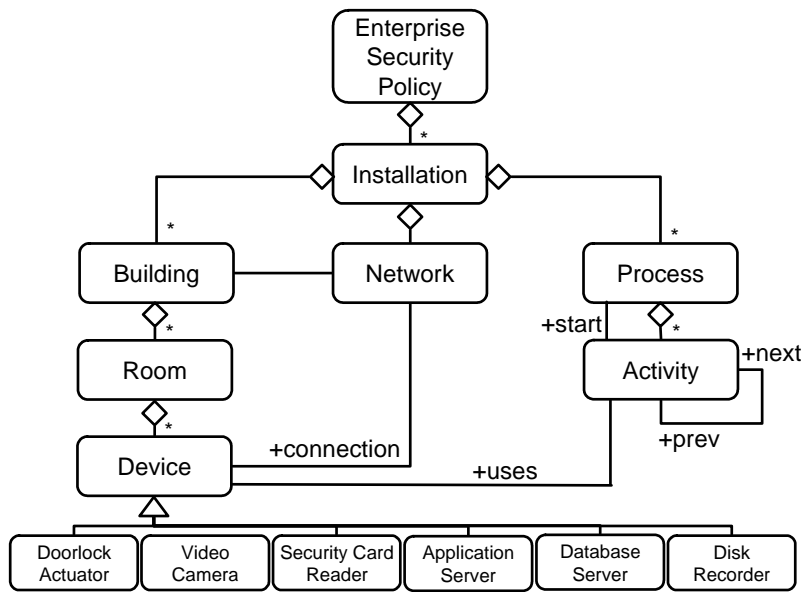 Enterprise
Security
Policy
*
Installation
*
*
Building
Network
Process
*
+start
*
Room
Activity
+next
*
+prev
Device
+connection
+uses
Doorlock
Actuator
Video
Camera
Security Card
Reader
Application
Server
Database
Server
Disk
Recorder